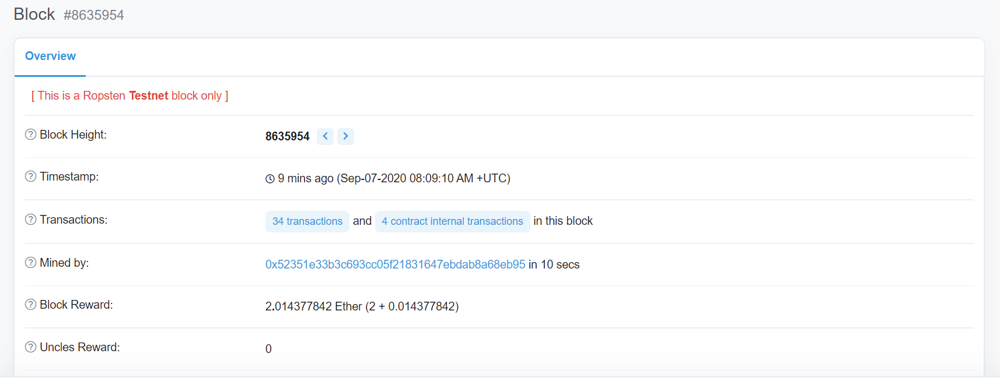 Block #8635954
Overview
[ This is a Ropsten Testnet block only ]
Block Height: 8635954
Timestamp: 9 mins ago (Sep-07-2020 08:09:10 AM +UTC)
Transactions: 34 transactions and 4 contract internal transactions in this block
Mined by: 0x52351e33b3c693cc05f21831647ebdab8a68eb95 in 10 secs
Block Reward: 2.014377842 Ether (2 + 0.014377842)
Uncles Reward: 0